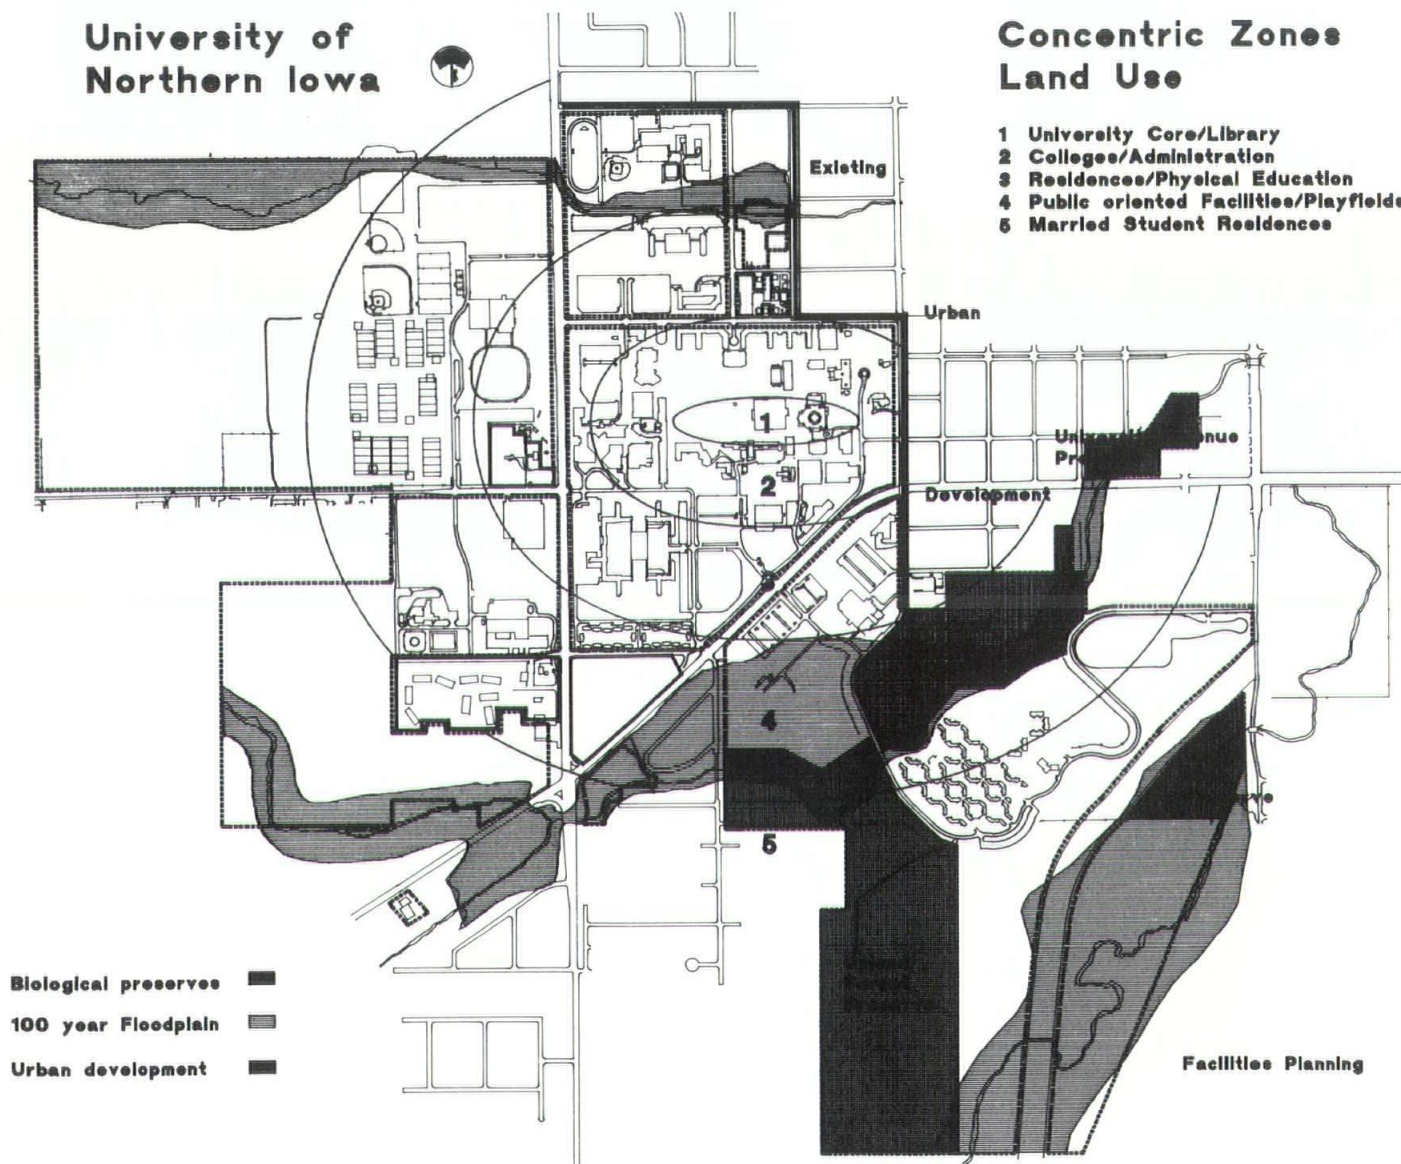 University of
Northern Iowa
Concentric Zones
Land Use
1 University Core/Library
2 Colleges/Administration
3 Residences/Physical Education
4 Public oriented Facilities/Playfields
5 Married Student Residences
Existing
Urban
1
2
Development
4
5
Biological preserves
100 year Floodplain
Urban development
Facilities Planning